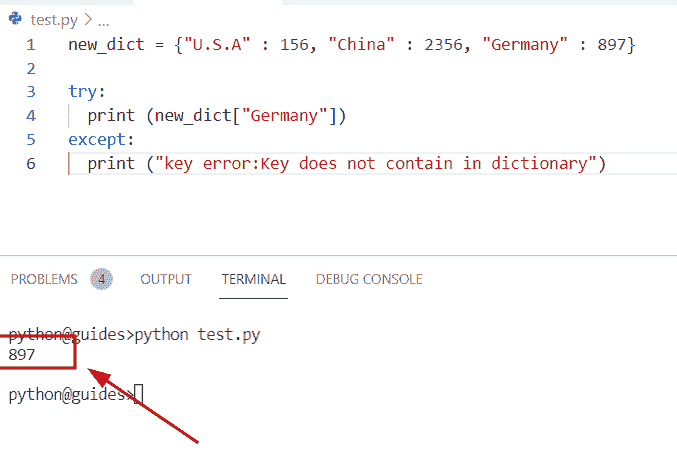 test.py > ...
1 new_dict = {"U.S.A" : 156, "China" : 2356, "Germany" : 897}
2
3 try:
4 print (new_dict["Germany"])
5 except:
6 print ("key error:Key does not contain in dictionary")
PROBLEMS 4 OUTPUT TERMINAL DEBUG CONSOLE
python@guides>python test.py
897
python@guides>